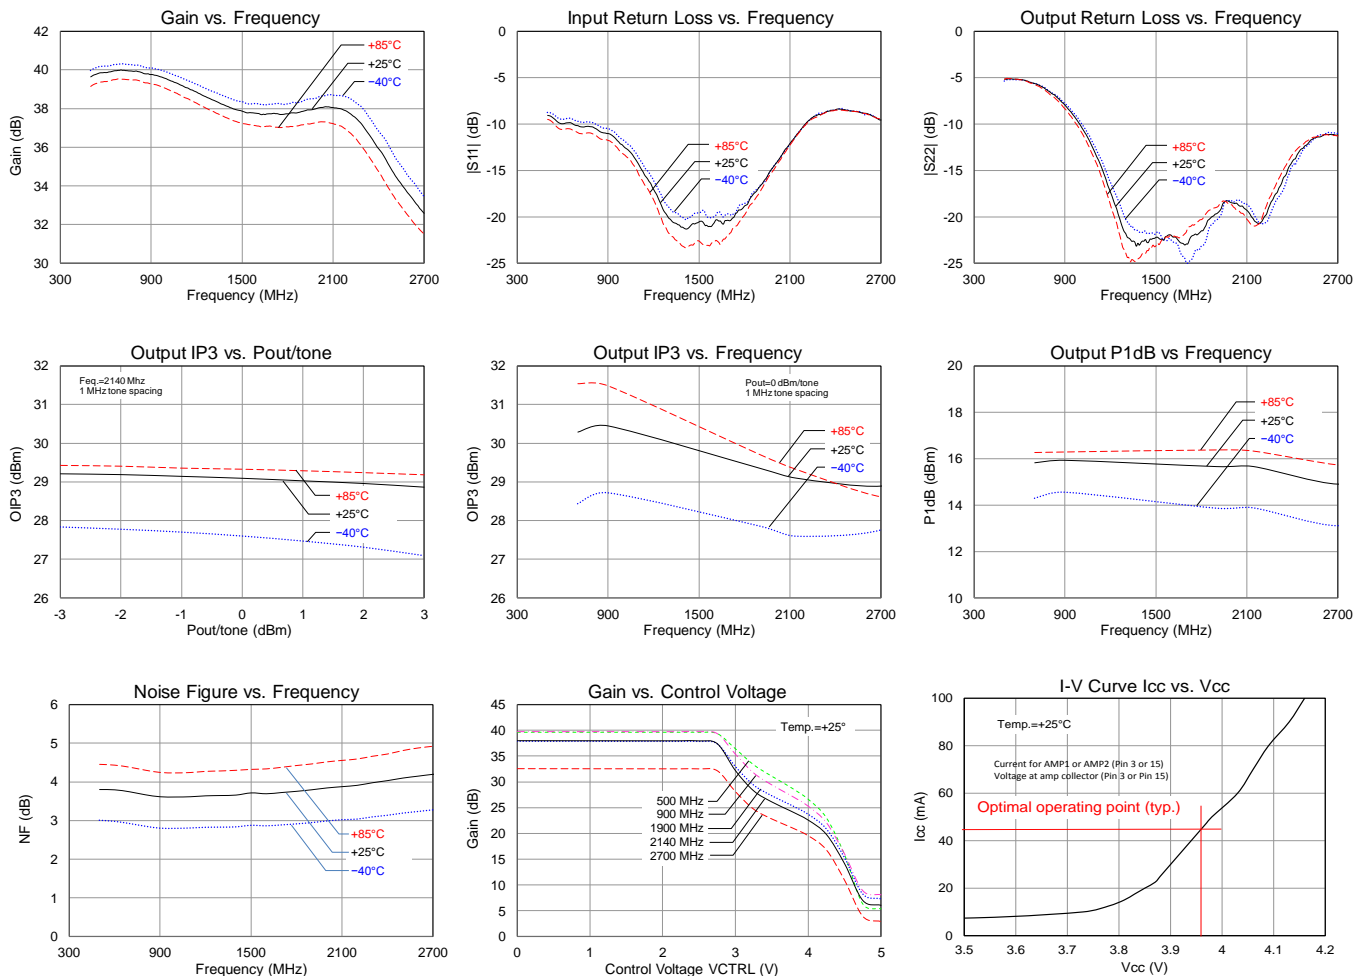 Gain vs. Frequency
42
40
38
36
34
32
30
300
900
1500
2100
2700
Gain (dB)
Frequency (MHz)
+85°C
+25°C
−40°C
Input Return Loss vs. Frequency
0
-5
-10
-15
-20
-25
300
900
1500
2100
2700
|S11| (dB)
Frequency (MHz)
+85°C
+25°C
−40°C
Output Return Loss vs. Frequency
0
-5
-10
-15
-20
-25
300
900
1500
2100
2700
|S22| (dB)
Frequency (MHz)
+85°C
+25°C
−40°C
Output IP3 vs. Pout/tone
Feq.=2140 Mhz
1 MHz tone spacing
32
31
30
29
28
27
26
-3
-2
-1
0
1
2
3
OIP3 (dBm)
Pout/tone (dBm)
+85°C
+25°C
−40°C
Output IP3 vs. Frequency
Pout=0 dBm/tone
1 MHz tone spacing
32
31
30
29
28
27
26
300
900
1500
2100
2700
OIP3 (dBm)
Frequency (MHz)
+85°C
+25°C
−40°C
Output P1dB vs Frequency
20
18
16
14
12
10
300
900
1500
2100
2700
P1dB (dBm)
Frequency (MHz)
+85°C
+25°C
−40°C
Noise Figure vs. Frequency
6
5
4
3
2
1
0
300
900
1500
2100
2700
NF (dB)
Frequency (MHz)
+85°C
+25°C
−40°C
Gain vs. Control Voltage
Temp.=+25°
45
40
35
30
25
20
15
10
5
0
0
1
2
3
4
5
Gain (dB)
Control Voltage VCTRL (V)
500 MHz
900 MHz
1900 MHz
2140 MHz
2700 MHz
I-V Curve Icc vs. Vcc
Temp.=+25°C
Current for AMP1 or AMP2 (Pin 3 or 15)
Voltage at amp collector (Pin 3 or Pin 15)
Optimal operating point (typ.)
100
80
60
40
20
0
3.5
3.6
3.7
3.8
3.9
4
4.1
4.2
Icc (mA)
Vcc (V)